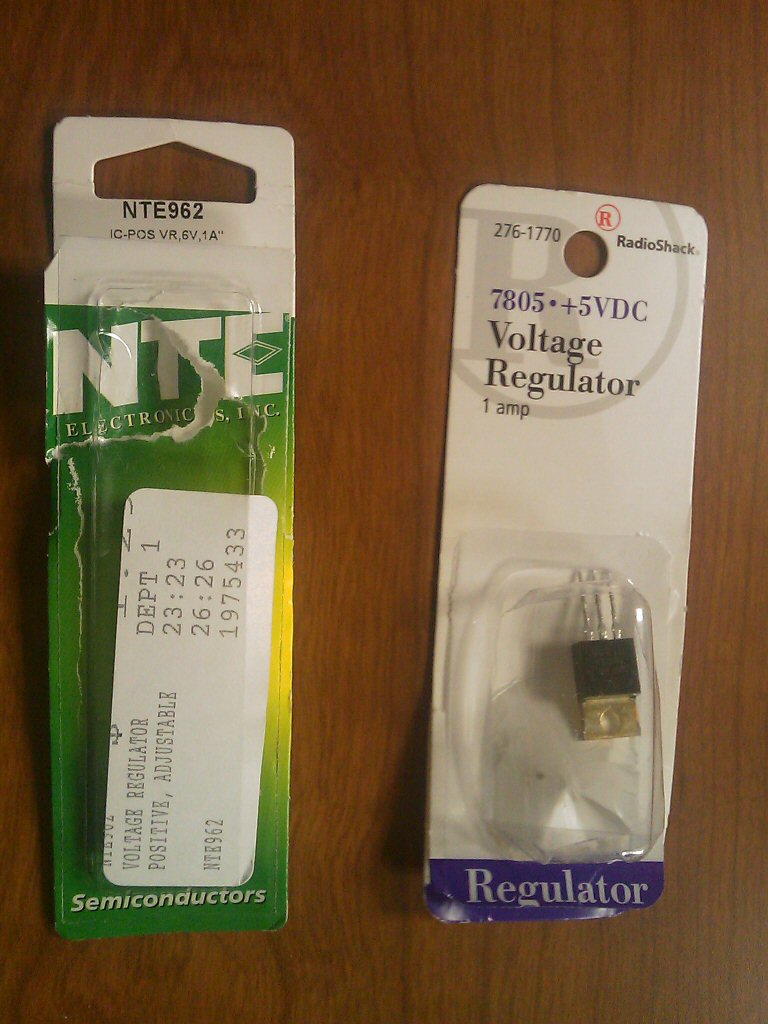 NTE962
IC-POS VR,6V,1A"
NTE
ELECTRONICS, INC.
DEPT 1
23:23
26:26
1975433
VOLTAGE REGULATOR
POSITIVE, ADJUSTABLE
NTE962
Semiconductors
276-1770
R
RadioShack
7805•+5VDC
Voltage
Regulator
1 amp
Regulator